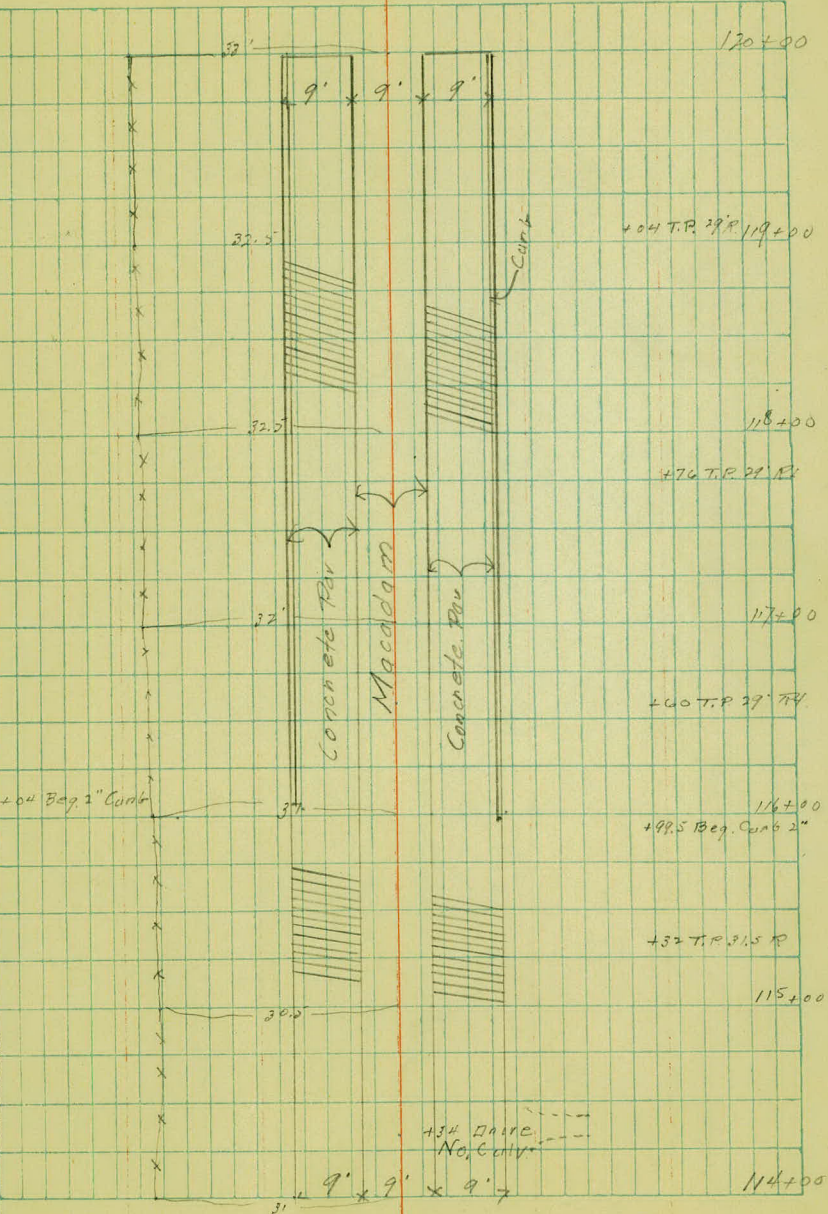 120+00
32'
9' 9' 9'
+04 T.P. 29' R. 119+00
32.5
Curb
118+00
32.5
+76 T.P. 29' Rt
Concrete Pav
Macadam
Concrete Pav
117+00
32'
+60 T.P. 29' Rt
+04 Beg. 2" Curb
116+00
+99.5 Beg. Curb 2"
+32 T.P. 31.5 R
115+00
30.5
+34 Drive
No. Culv.
9' 9' 9'
114+00
31